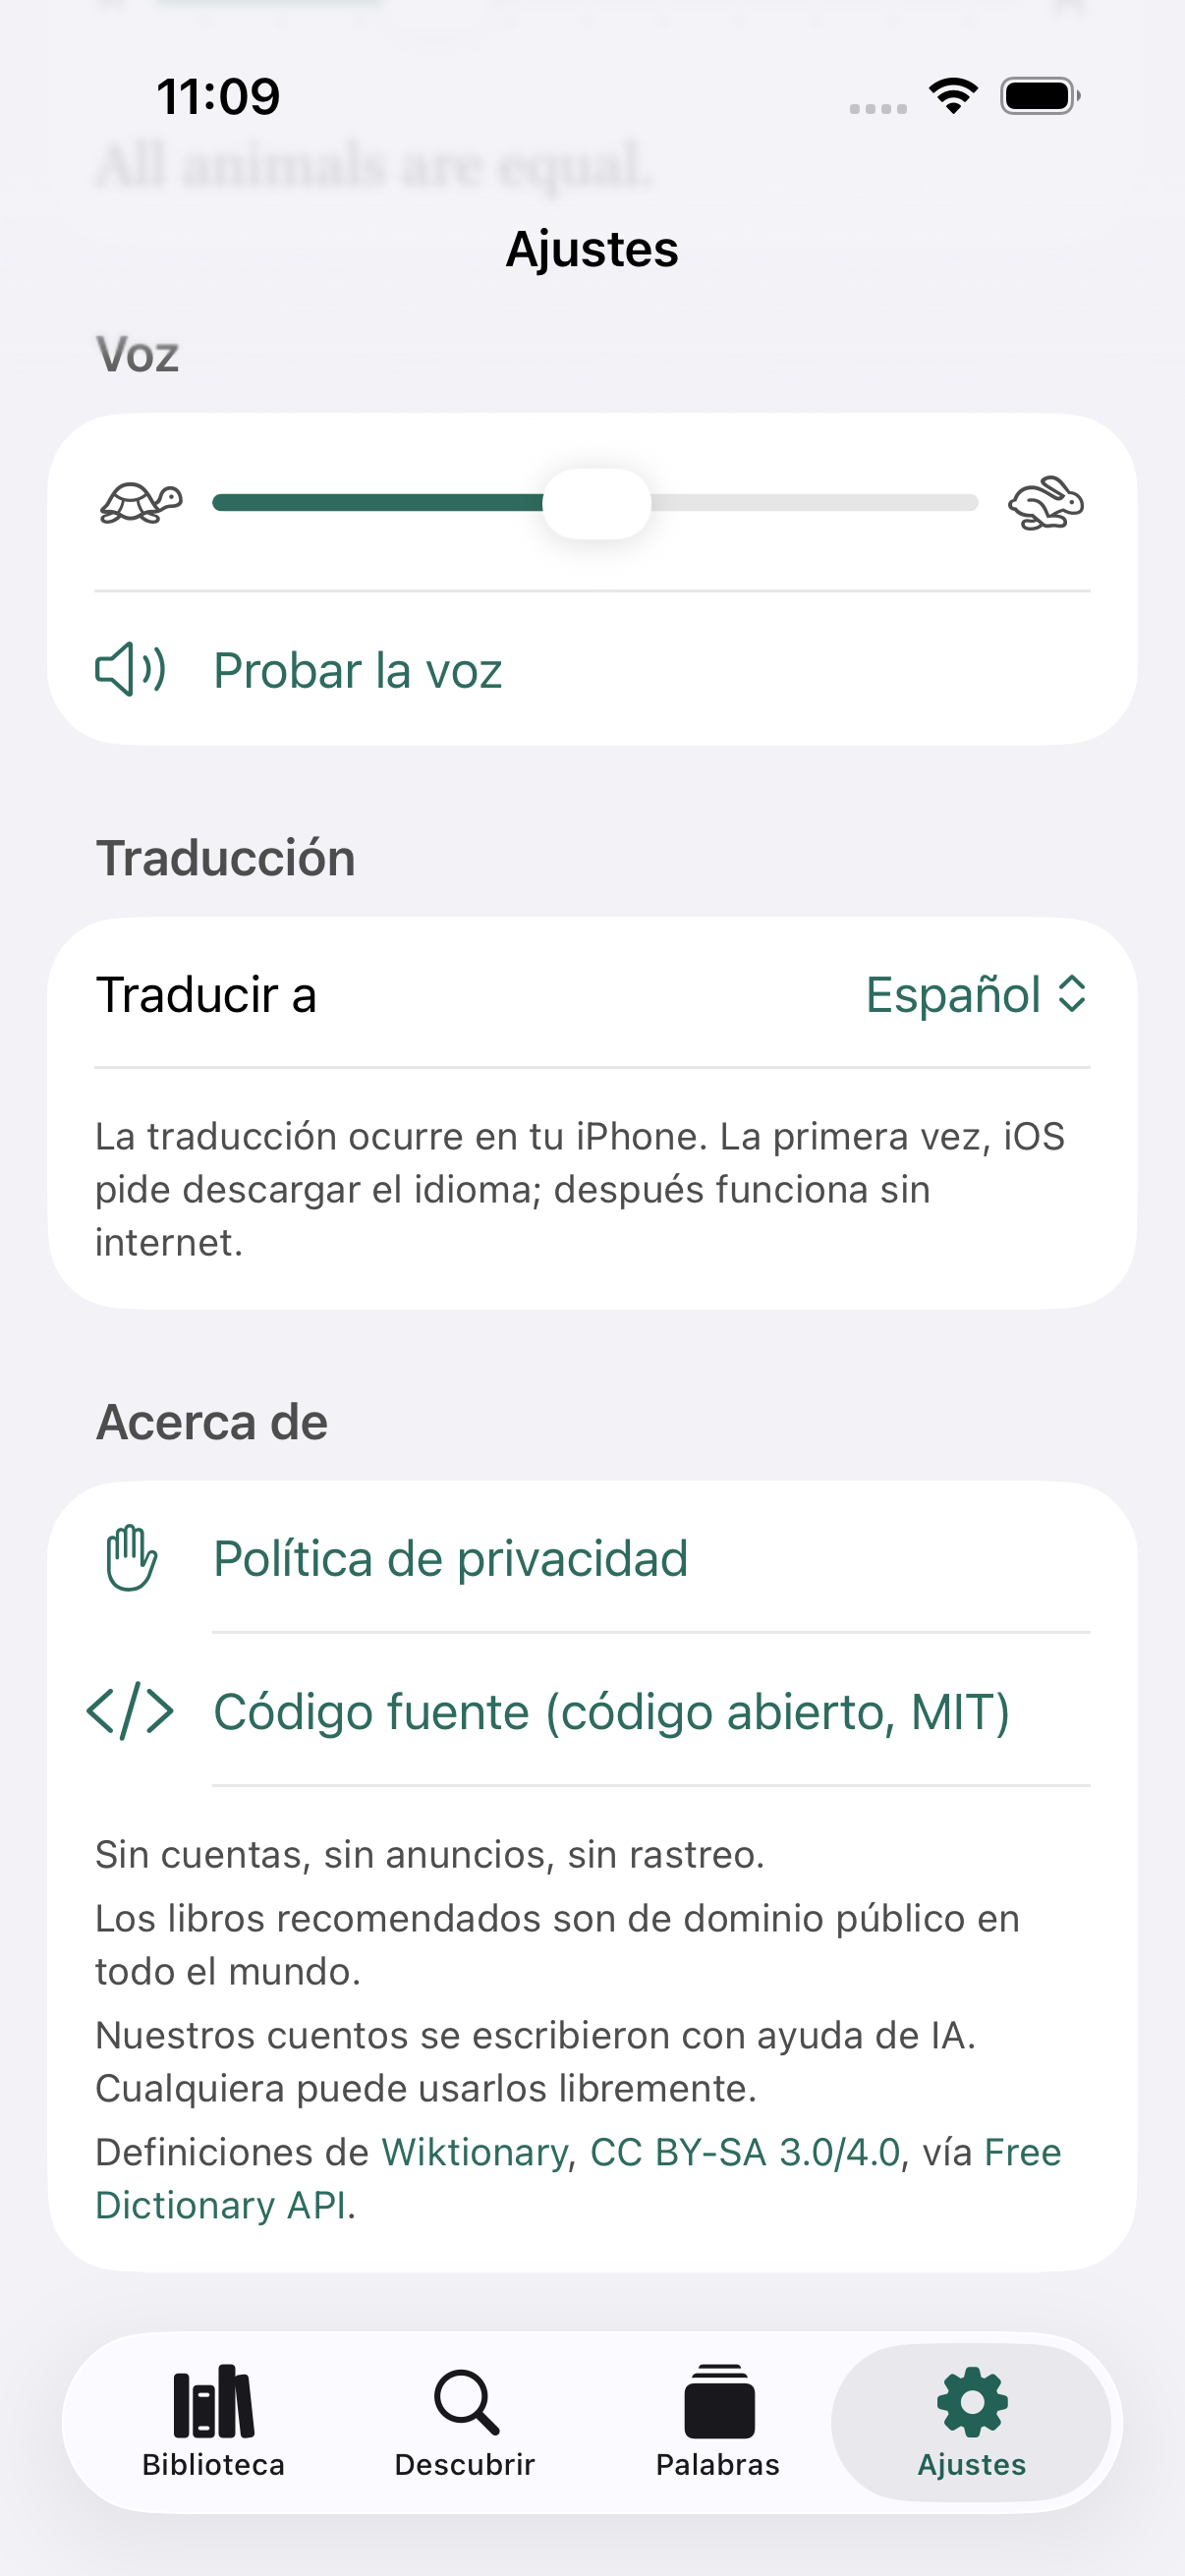 11:09
All animals are equal.
Ajustes
Voz
Probar la voz
Traducción
Traducir a
Español
La traducción ocurre en tu iPhone. La primera vez, iOS
pide descargar el idioma; después funciona sin
internet.
Acerca de
Política de privacidad
Código fuente (código abierto, MIT)
Sin cuentas, sin anuncios, sin rastreo.
Los libros recomendados son de dominio público en
todo el mundo.
Nuestros cuentos se escribieron con ayuda de IA.
Cualquiera puede usarlos libremente.
Definiciones de Wiktionary, CC BY-SA 3.0/4.0, vía Free
Dictionary API.
Biblioteca
Descubrir
Palabras
Ajustes